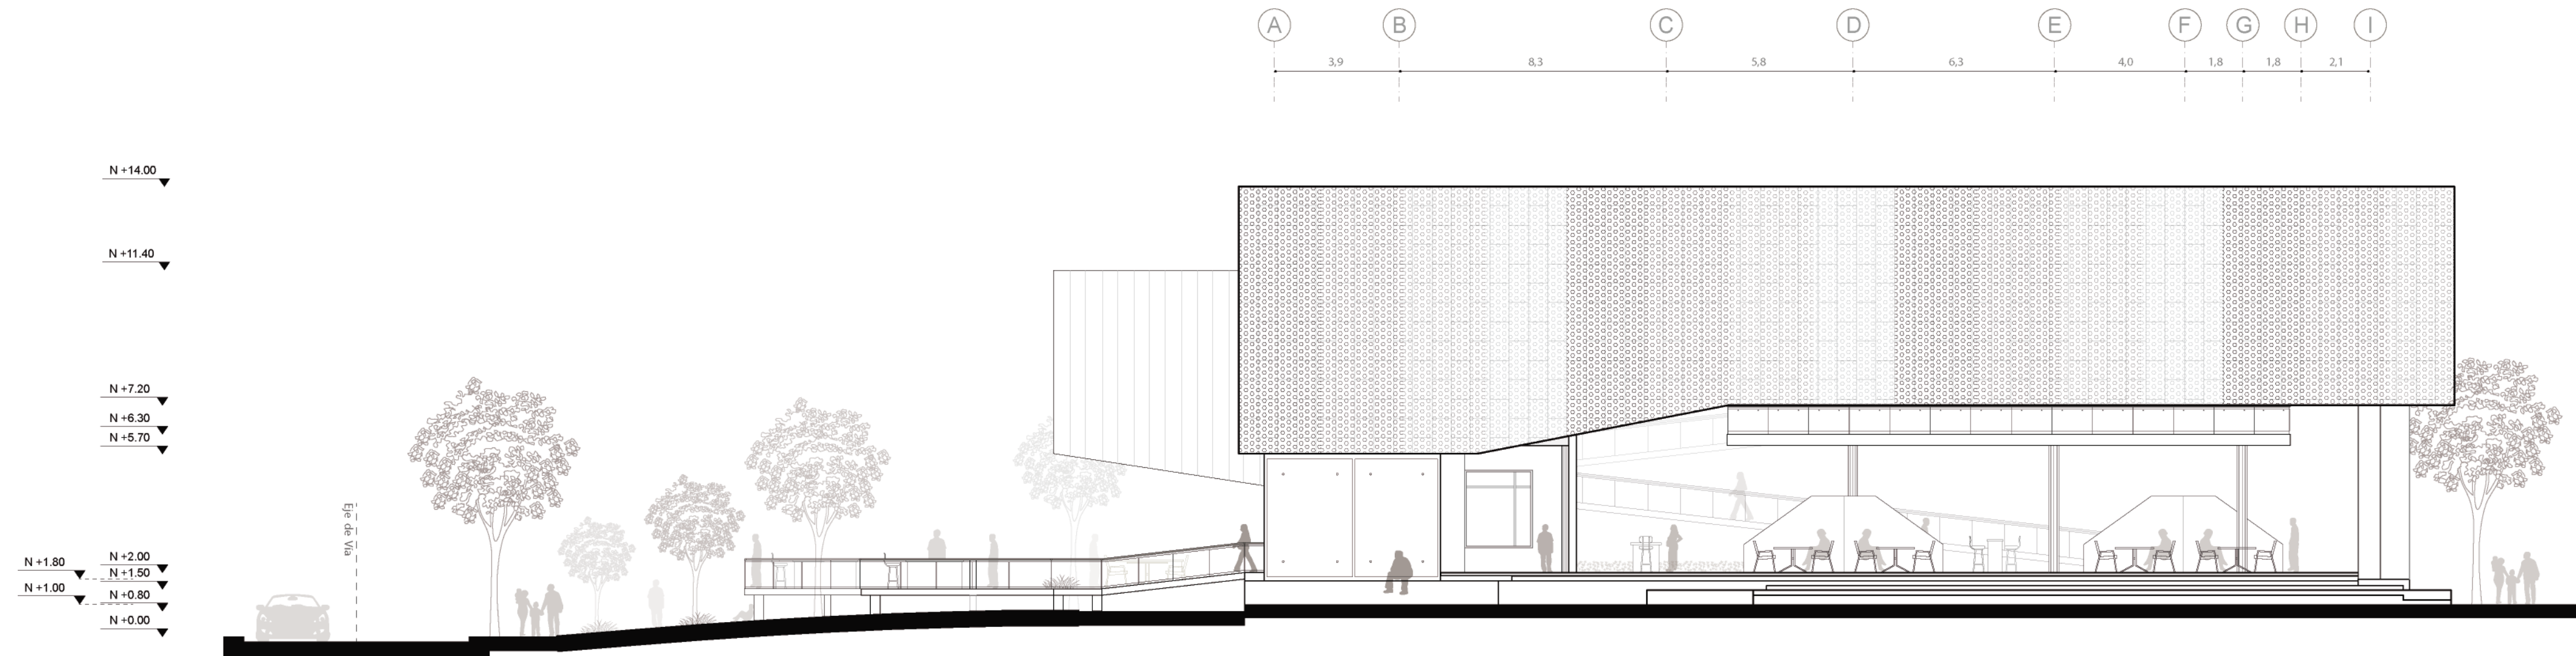 A B C D E F G H I
3,9 8,3 5,8 6,3 4,0 1,8 1,8 2,1
N +14.00
N +11.40
N +7.20
N +6.30
N +5.70
Eje de Via
N +2.00
N +1.80
N +1.50
N +1.00
N +0.80
N +0.00